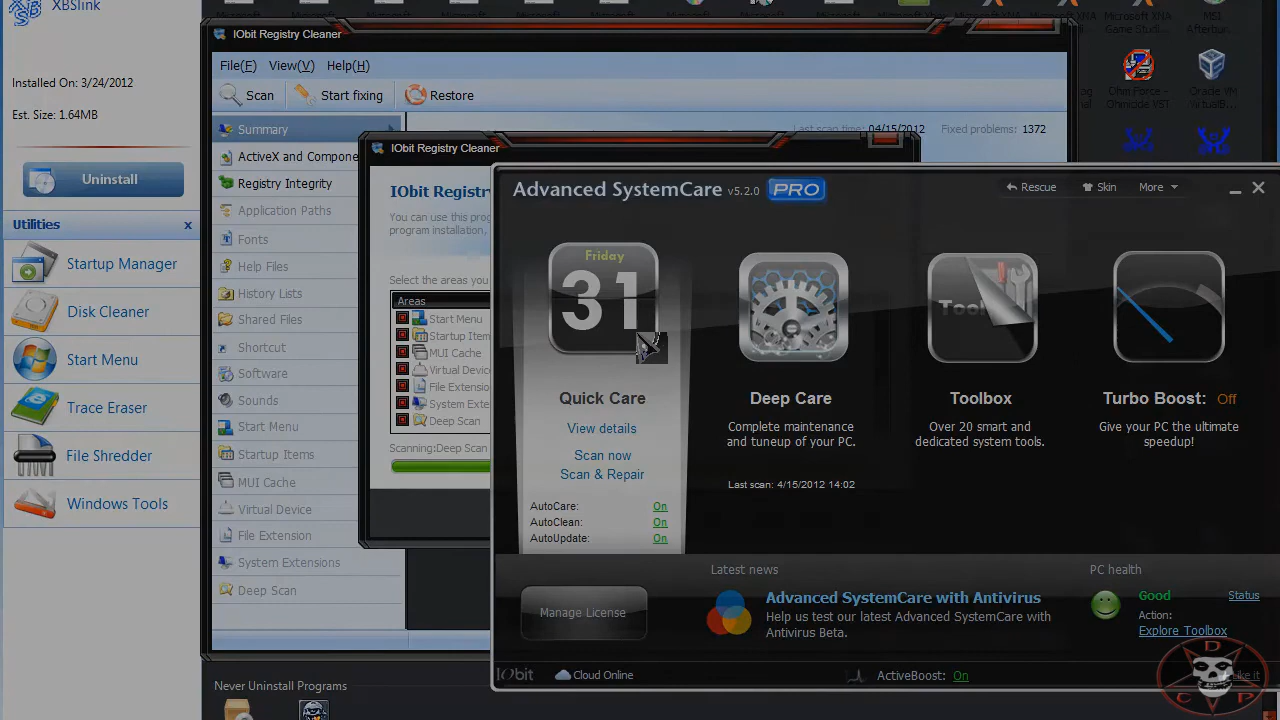 XBSlink
Installed On: 3/24/2012
Est. Size: 1.64MB
Uninstall
Utilities x
Startup Manager
Disk Cleaner
Start Menu
Trace Eraser
File Shredder
Windows Tools
Microsoft XNA
Game Studi...
MSI
Afterbur...
Ohm Force -
Ohmicide VST
Oracle VM
Virtual­B...
IObit Registry Cleaner
File(F) View(V) Help(H)
Scan Start fixing Restore
Last scan time: 04/15/2012 Fixed problems: 1372
Summary
ActiveX and Compone
Registry Integrity
Application Paths
Fonts
Help Files
History Lists
Shared Files
Shortcut
Software
Sounds
Start Menu
Startup Items
MUI Cache
Virtual Device
File Extension
System Extensions
Deep Scan
Never Uninstall Programs
IObit Registry Cleaner
IObit Registr
You can use this prog
program installation,
Select the areas you
Areas
Start Menu
Startup Item
MUI Cache
Virtual Devic
File Extension
System Exte
Deep Scan
Scanning:Deep Scan
Advanced SystemCare v5.2.0 PRO
Rescue Skin More
Friday
31
Tool
Quick Care
View details
Scan now
Scan & Repair
AutoCare: On
AutoClean: On
AutoUpdate: On
Deep Care
Complete maintenance
and tuneup of your PC.
Last scan: 4/15/2012 14:02
Toolbox
Over 20 smart and
dedicated system tools.
Turbo Boost: Off
Give your PC the ultimate
speedup!
Manage License
Latest news
Advanced SystemCare with Antivirus
Help us test our latest Advanced SystemCare with
Antivirus Beta.
PC health
Good Status
Action:
Explore Toolbox
IObit Cloud Online
ActiveBoost: On
Like it
D
C P